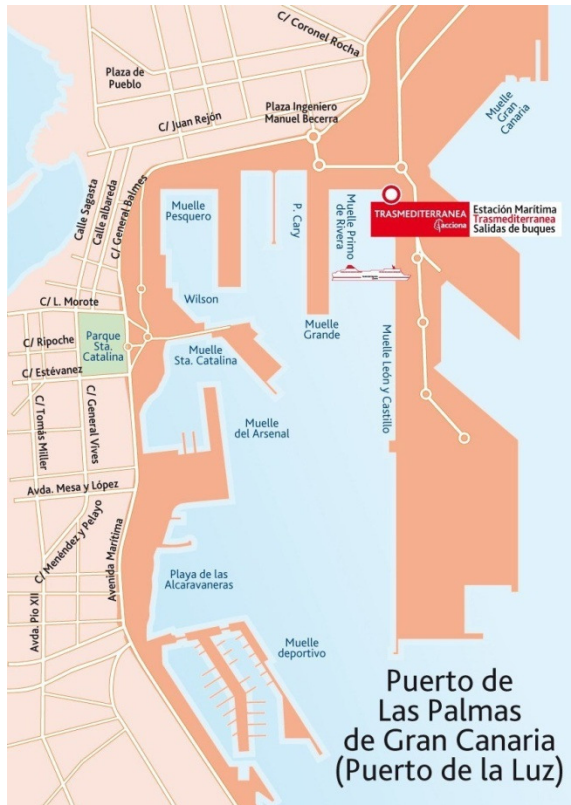 C/ Coronel Rocha
Plaza de
Pueblo
Plaza Ingeniero
Manuel Becerra
C/ Juan Rejón
Muelle
Gran
Canaria
Calle Sagasta
Calle albareda
C/ General Balmes
Muelle
Pesquero
P. Cary
Muelle Primo
de Rivera
TRASMEDITERRANEA
acciona
Estación Marítima
Trasmediterranea
Salidas de buques
Wilson
C/ L. Morote
C/ Ripoche
C/ Estévanez
Parque
Sta.
Catalina
Muelle
Sta. Catalina
Muelle
Grande
Muelle León y Castillo
C/ Tomás Miller
C/ General Vives
Muelle
del Arsenal
Avda. Mesa y López
C/ Menéndez y Pelayo
Avenida Marítima
Avda. Pio XII
Playa de las
Alcaravaneras
Muelle
deportivo
Puerto de
Las Palmas
de Gran Canaria
(Puerto de la Luz)